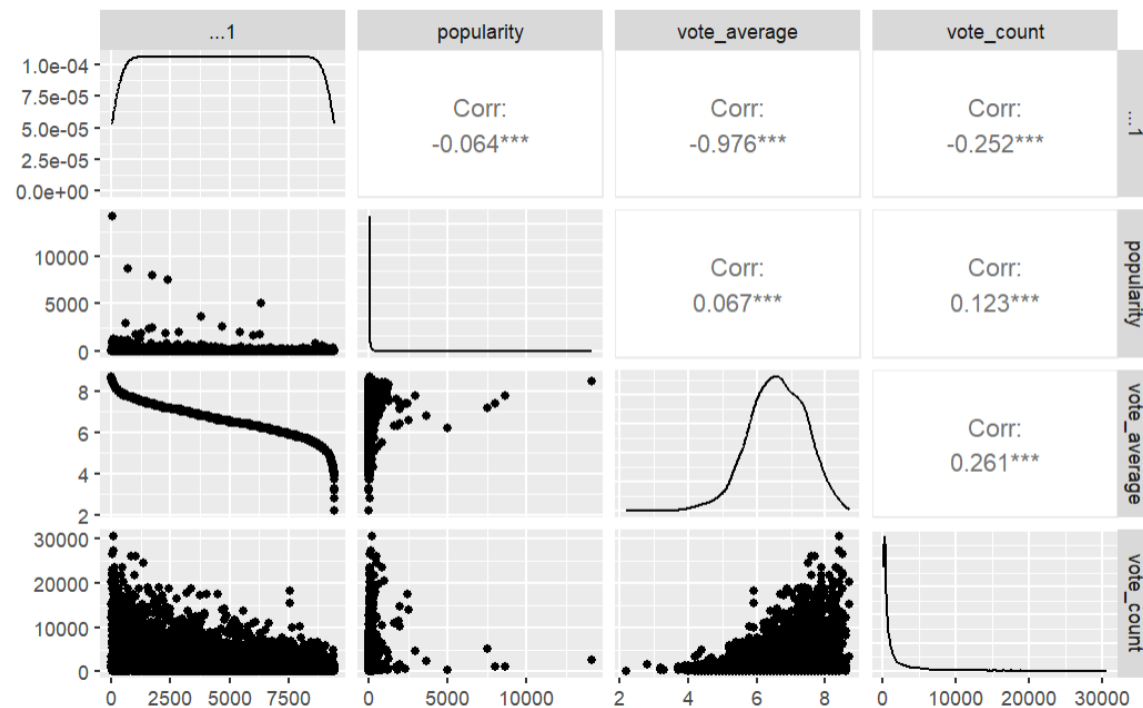 ...1 popularity vote_average vote_count
1.0e-04
7.5e-05
5.0e-05
2.5e-05
0.0e+00
Corr:
-0.064***
Corr:
-0.976***
Corr:
-0.252***
...1
10000
5000
0
Corr:
0.067***
Corr:
0.123***
popularity
8
6
4
2
Corr:
0.261***
vote_average
30000
20000
10000
0
vote_count
0 2500 5000 7500 0 5000 10000 2 4 6 8 0 10000 20000 30000